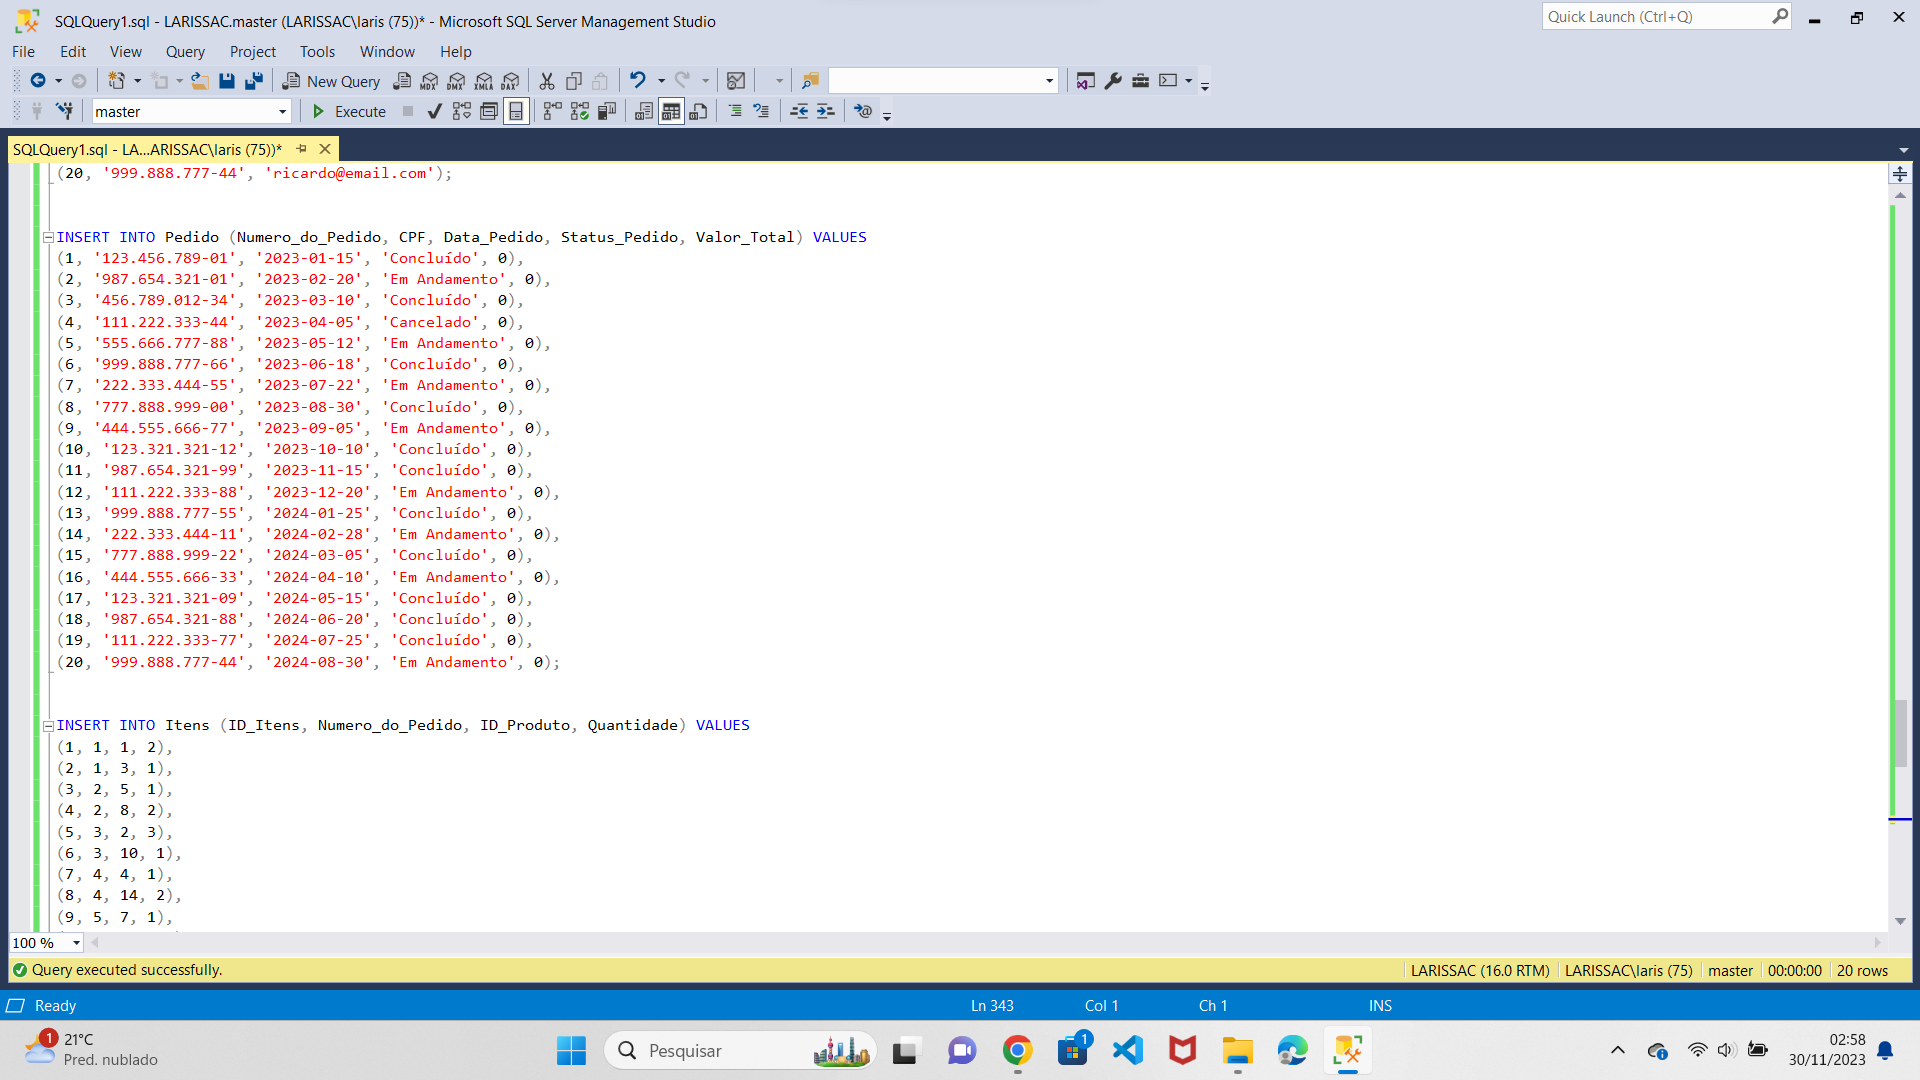 SQLQuery1.sql - LARISSAC.master (LARISSAC\laris (75))* - Microsoft SQL Server Management Studio
Quick Launch (Ctrl+Q)
File Edit View Query Project Tools Window Help
New Query MDX DMX XMLA DAX
master Execute
SQLQuery1.sql - LA...ARISSAC\laris (75))*
(20, '999.888.777-44', 'ricardo@email.com');
INSERT INTO Pedido (Numero_do_Pedido, CPF, Data_Pedido, Status_Pedido, Valor_Total) VALUES
(1, '123.456.789-01', '2023-01-15', 'Concluído', 0),
(2, '987.654.321-01', '2023-02-20', 'Em Andamento', 0),
(3, '456.789.012-34', '2023-03-10', 'Concluído', 0),
(4, '111.222.333-44', '2023-04-05', 'Cancelado', 0),
(5, '555.666.777-88', '2023-05-12', 'Em Andamento', 0),
(6, '999.888.777-66', '2023-06-18', 'Concluído', 0),
(7, '222.333.444-55', '2023-07-22', 'Em Andamento', 0),
(8, '777.888.999-00', '2023-08-30', 'Concluído', 0),
(9, '444.555.666-77', '2023-09-05', 'Em Andamento', 0),
(10, '123.321.321-12', '2023-10-10', 'Concluído', 0),
(11, '987.654.321-99', '2023-11-15', 'Concluído', 0),
(12, '111.222.333-88', '2023-12-20', 'Em Andamento', 0),
(13, '999.888.777-55', '2024-01-25', 'Concluído', 0),
(14, '222.333.444-11', '2024-02-28', 'Em Andamento', 0),
(15, '777.888.999-22', '2024-03-05', 'Concluído', 0),
(16, '444.555.666-33', '2024-04-10', 'Em Andamento', 0),
(17, '123.321.321-09', '2024-05-15', 'Concluído', 0),
(18, '987.654.321-88', '2024-06-20', 'Concluído', 0),
(19, '111.222.333-77', '2024-07-25', 'Concluído', 0),
(20, '999.888.777-44', '2024-08-30', 'Em Andamento', 0);
INSERT INTO Itens (ID_Itens, Numero_do_Pedido, ID_Produto, Quantidade) VALUES
(1, 1, 1, 2),
(2, 1, 3, 1),
(3, 2, 5, 1),
(4, 2, 8, 2),
(5, 3, 2, 3),
(6, 3, 10, 1),
(7, 4, 4, 1),
(8, 4, 14, 2),
(9, 5, 7, 1),
100 %
Query executed successfully. LARISSAC (16.0 RTM) LARISSAC\laris (75) master 00:00:00 20 rows
Ready Ln 343 Col 1 Ch 1 INS
1 21°C
Pred. nublado
Pesquisar
1
02:58
30/11/2023